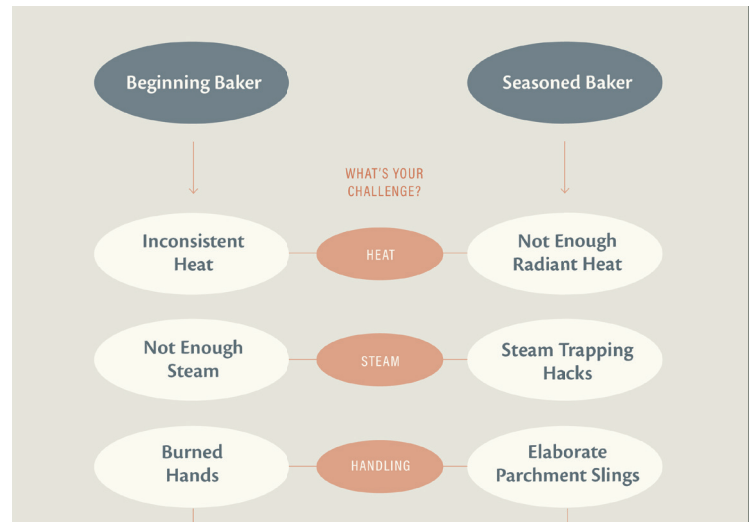 Beginning Baker
Seasoned Baker
WHAT'S YOUR
CHALLENGE?
Inconsistent
Heat
HEAT
Not Enough
Radiant Heat
Not Enough
Steam
STEAM
Steam Trapping
Hacks
Burned
Hands
HANDLING
Elaborate
Parchment Slings